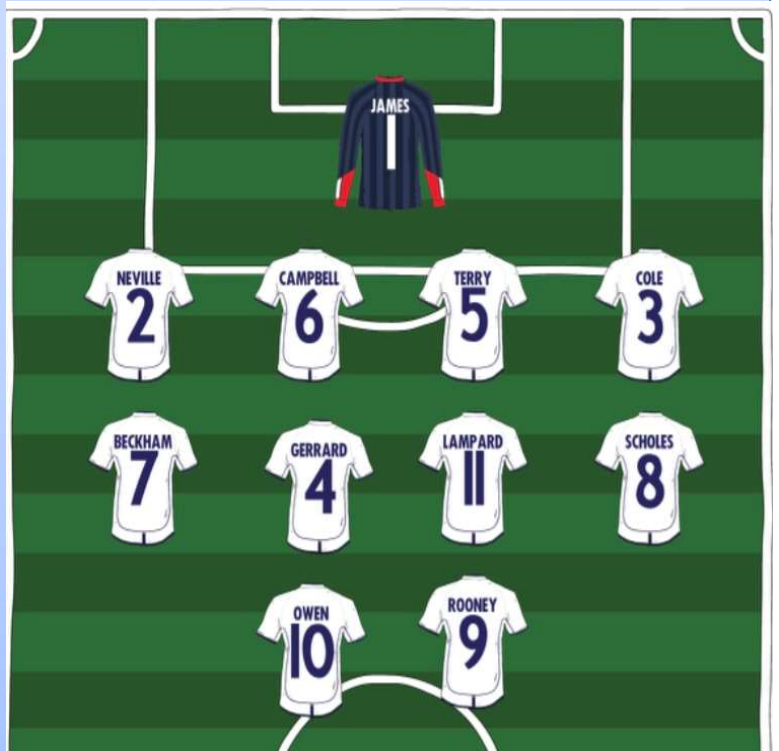 JAMES
1
NEVILLE
2
CAMPBELL
6
TERRY
5
COLE
3
BECKHAM
7
GERRARD
4
LAMPARD
11
SCHOLES
8
OWEN
10
ROONEY
9